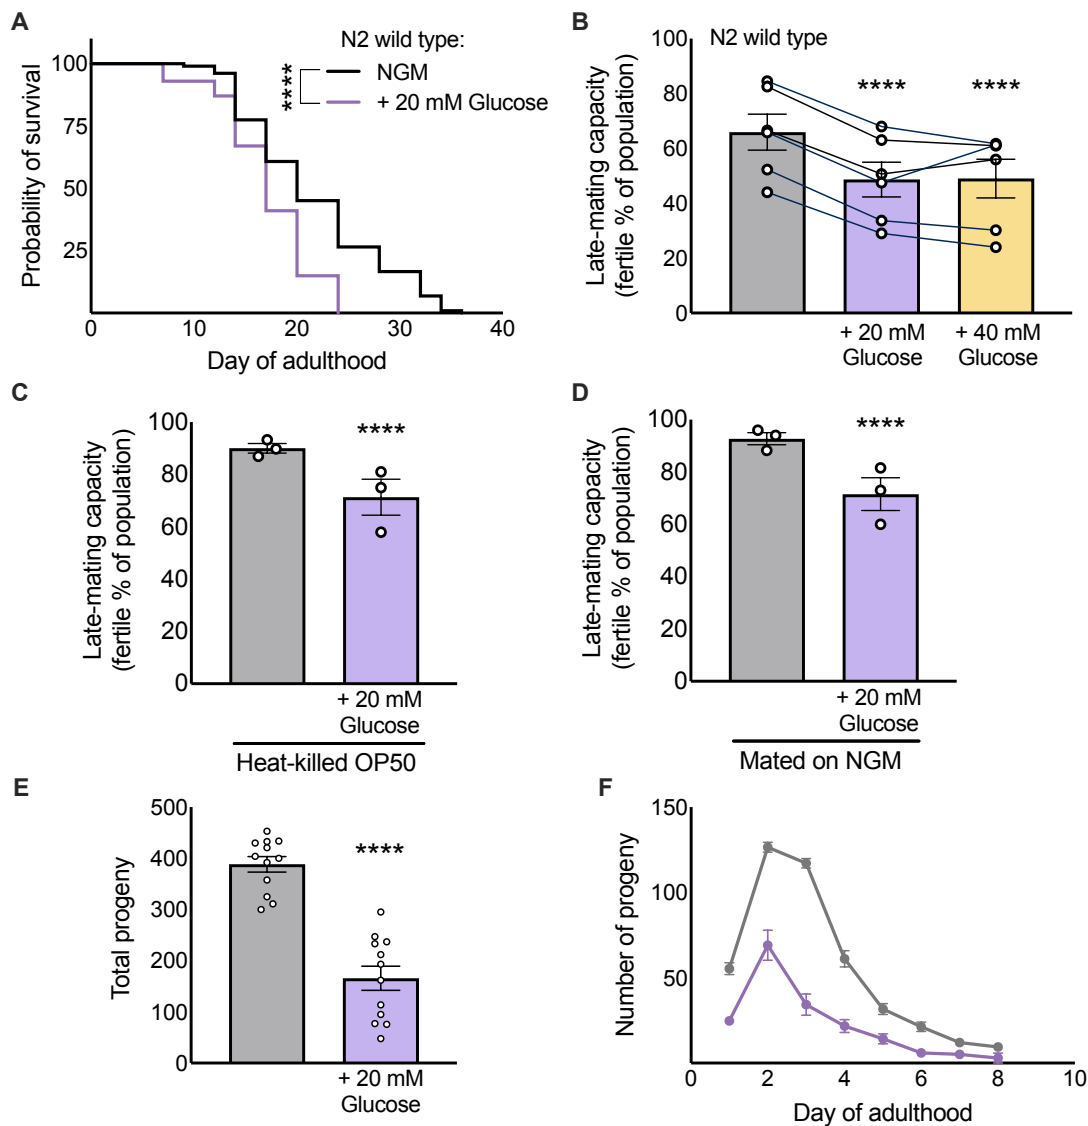 A
N2 wild type:
NGM
+ 20 mM Glucose
****
Probability of survival
100
75
50
25
0
10
20
30
40
Day of adulthood
B
N2 wild type
Late-mating capacity
(fertile % of population)
100
80
60
40
20
0
****
****
+ 20 mM
Glucose
+ 40 mM
Glucose
C
Late-mating capacity
(fertile % of population)
100
80
60
40
20
0
****
+ 20 mM
Glucose
Heat-killed OP50
D
Late-mating capacity
(fertile % of population)
100
80
60
40
20
0
****
+ 20 mM
Glucose
Mated on NGM
E
Total progeny
500
400
300
200
100
0
****
+ 20 mM
Glucose
F
Number of progeny
150
100
50
0
2
4
6
8
10
Day of adulthood